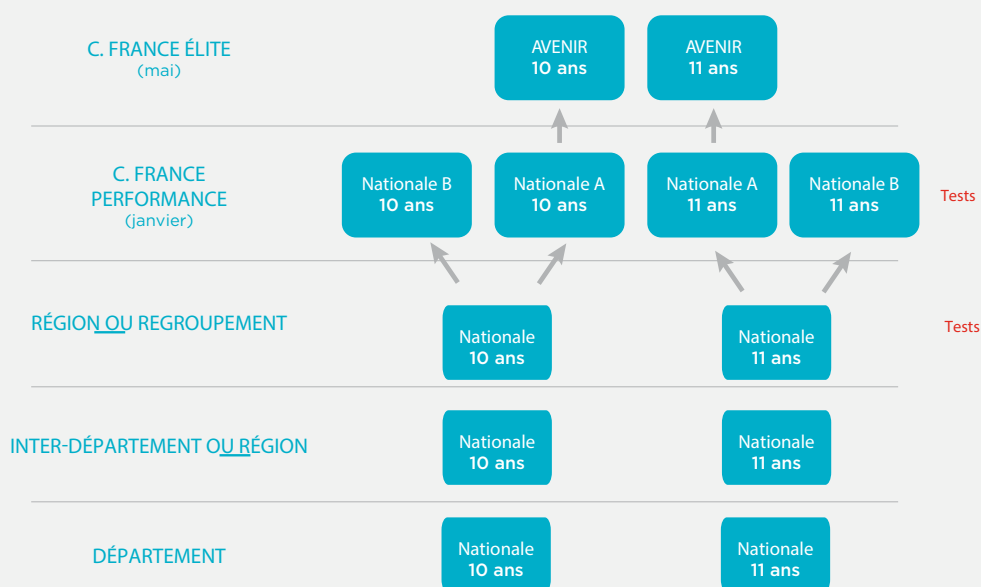 C. FRANCE ÉLITE
(mai)
AVENIR
10 ans
AVENIR
11 ans
C. FRANCE
PERFORMANCE
(janvier)
Nationale B
10 ans
Nationale A
10 ans
Nationale A
11 ans
Nationale B
11 ans
Tests
RÉGION OU REGROUPEMENT
Nationale
10 ans
Nationale
11 ans
Tests
INTER-DÉPARTEMENT OU RÉGION
Nationale
10 ans
Nationale
11 ans
DÉPARTEMENT
Nationale
10 ans
Nationale
11 ans